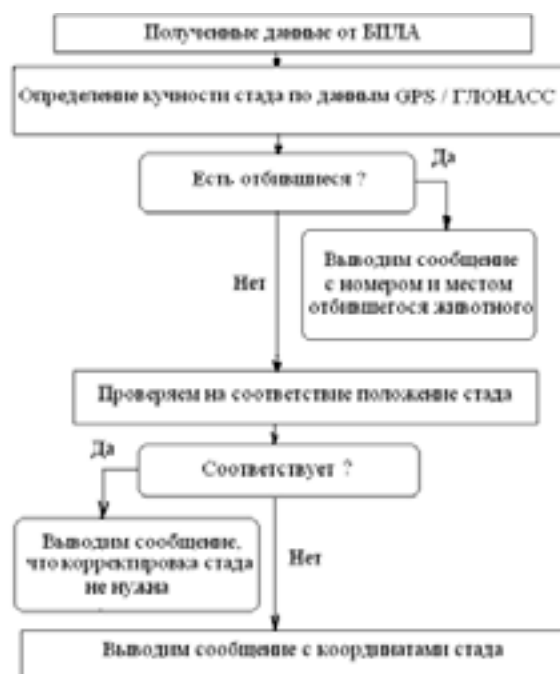 Полученные данные от БПЛА
Определение кучности стада по данным GPS / ГЛОНАСС
Есть отбившиеся ?
Да
Выводим сообщение
с номером и местом
отбившегося животного
Нет
Проверяем на соответствие положение стада
Да
Соответствует ?
Выводим сообщение,
что корректировка стада
не нужна
Нет
Выводим сообщение с координатами стада